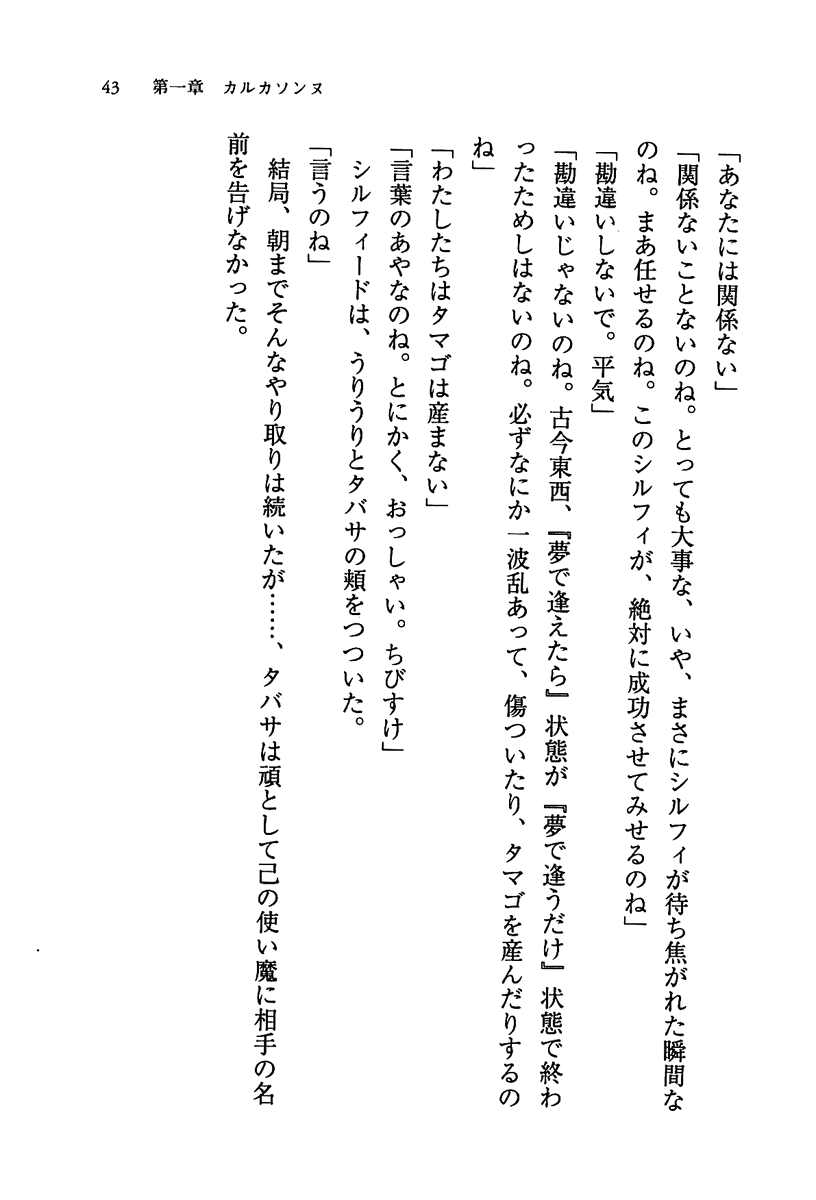 43 第一章 カルカソンヌ
「あなたには関係ない」
「関係ないことないのね。とっても大事な、いや、まさにシルフィが待ち焦がれた瞬間な
のね。まあ任せるのね。このシルフィが、絶対に成功させてみせるのね」
「勘違いしないで。平気」
「勘違いじゃないのね。古今東西、『夢で逢えたら』状態が『夢で逢うだけ』状態で終わ
ったためしはないのね。必ずなにか一波乱あって、傷ついたり、タマゴを産んだりするの
ね」
「わたしたちはタマゴは産まない」
「言葉のあやなのね。とにかく、おっしゃい。ちびすけ」
シルフィードは、うりうりとタバサの頬をつついた。
「言うのね」
結局、朝までそんなやり取りは続いたが……、タバサは頑として己の使い魔に相手の名
前を告げなかった。